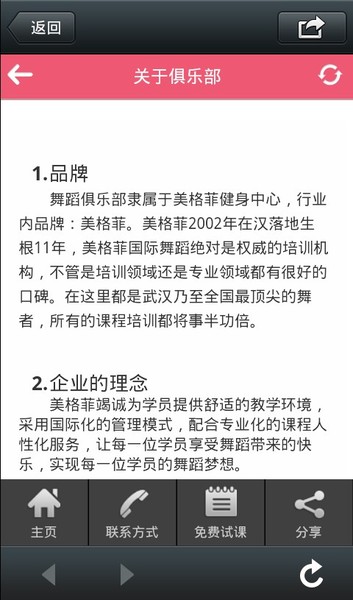 返回
关于俱乐部
1.品牌
舞蹈俱乐部隶属于美格菲健身中心，行业
内品牌：美格菲。美格菲2002年在汉落地生
根11年，美格菲国际舞蹈绝对是权威的培训机
构，不管是培训领域还是专业领域都有很好的
口碑。在这里都是武汉乃至全国最顶尖的舞
者，所有的课程培训都将事半功倍。
2.企业的理念
美格菲竭诚为学员提供舒适的教学环境，
采用国际化的管理模式，配合专业化的课程人
性化服务，让每一位学员享受舞蹈带来的快
乐，实现每一位学员的舞蹈梦想。
主页 联系方式 免费试课 分享